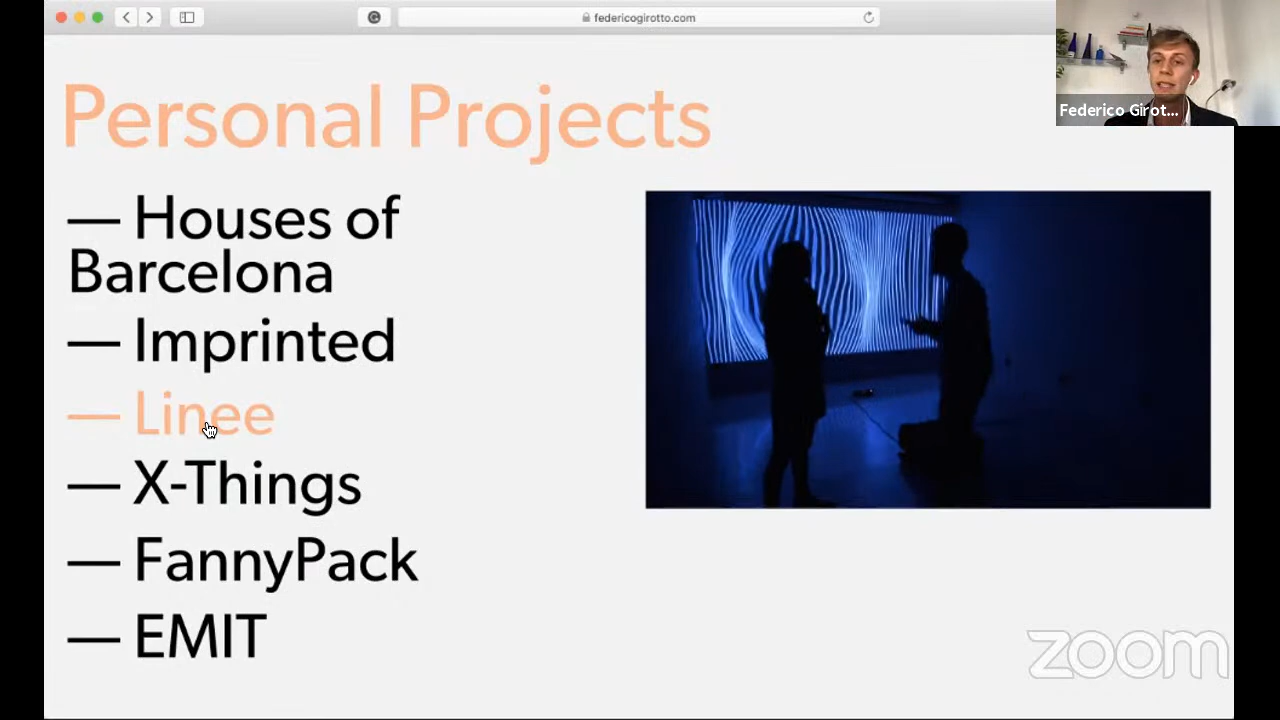 federicogirotto.com
Federico Girot...
Personal Projects
— Houses of
Barcelona
— Imprinted
— Linee
— X-Things
— FannyPack
— EMIT
zoom